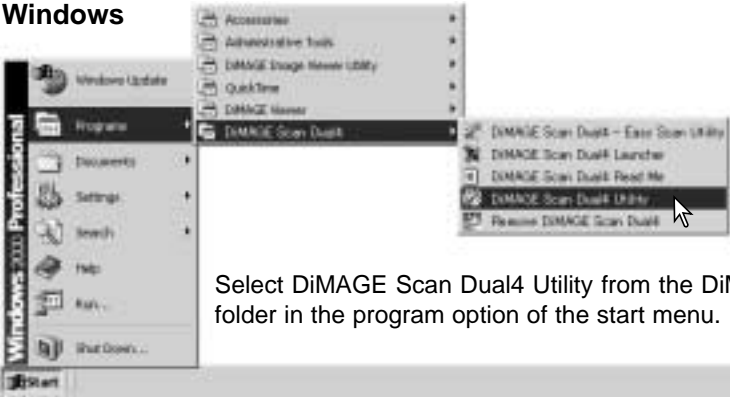 Windows
Accessories
Administrative Tools
DiMAGE Image Viewer Utility
QuickTime
DiMAGE Viewer
DiMAGE Scan Dual4
Windows Update
Programs
Documents
Settings
Search
Help
Run...
Shut Down...
Windows 2000 Professional
DiMAGE Scan Dual4 - Easy Scan Utility
DiMAGE Scan Dual4 Launcher
DiMAGE Scan Dual4 Read Me
DiMAGE Scan Dual4 Utility
Remove DiMAGE Scan Dual4
Select DiMAGE Scan Dual4 Utility from the DiM
folder in the program option of the start menu.
Start